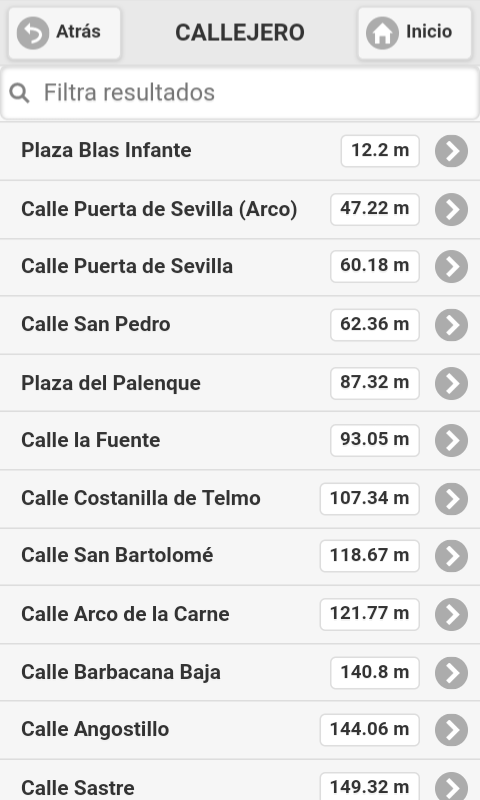 Atrás CALLEJERO Inicio
Filtra resultados
Plaza Blas Infante 12.2 m
Calle Puerta de Sevilla (Arco) 47.22 m
Calle Puerta de Sevilla 60.18 m
Calle San Pedro 62.36 m
Plaza del Palenque 87.32 m
Calle la Fuente 93.05 m
Calle Costanilla de Telmo 107.34 m
Calle San Bartolomé 118.67 m
Calle Arco de la Carne 121.77 m
Calle Barbacana Baja 140.8 m
Calle Angostillo 144.06 m
Calle Sastre 149.32 m